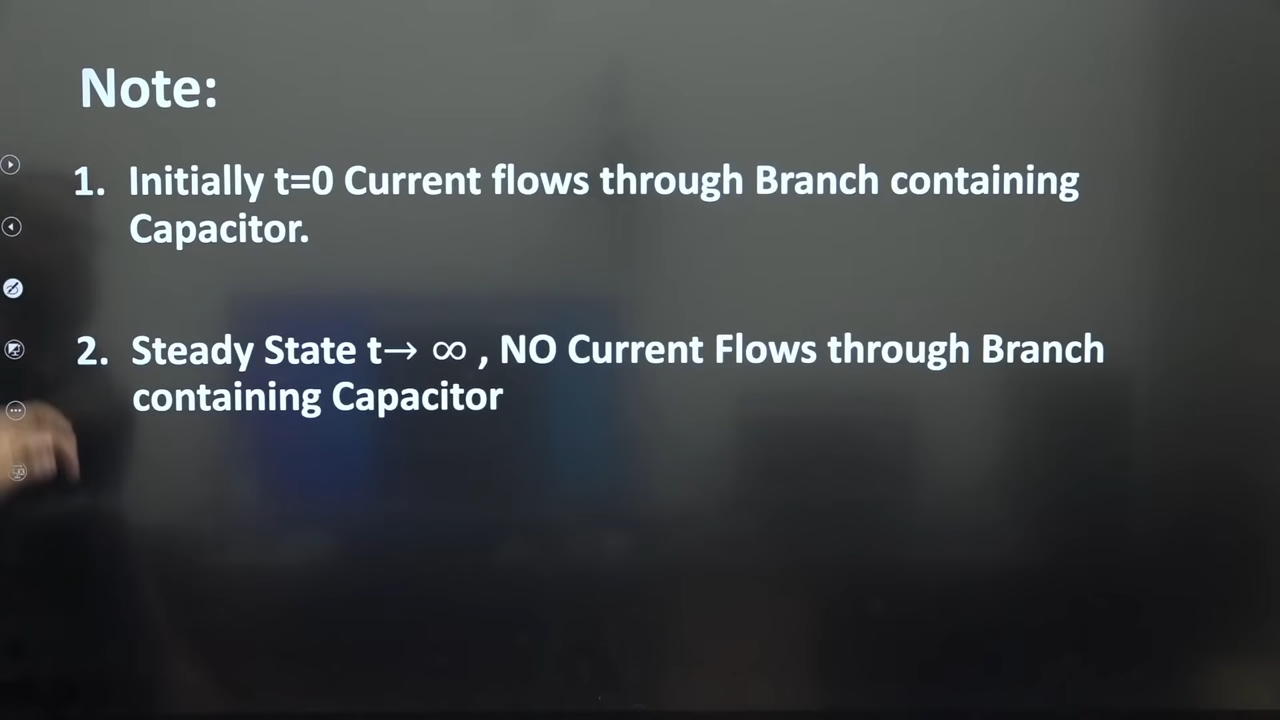 Note:
1. Initially t=0 Current flows through Branch containing
Capacitor.
2. Steady State t→ ∞ , NO Current Flows through Branch
containing Capacitor